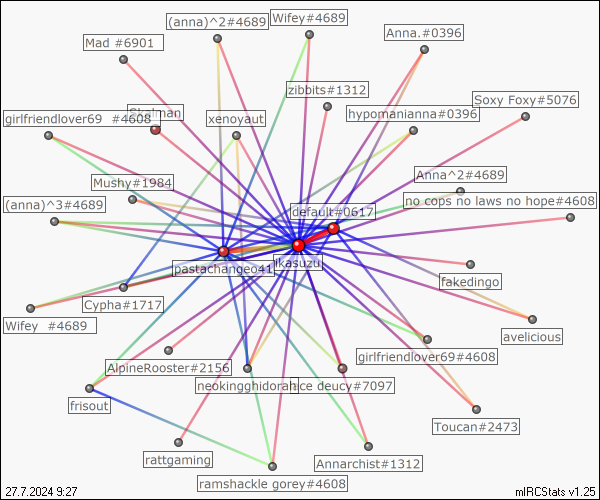 (anna)^2#4689
Wifey#4689
Anna.#0396
Mad #6901
zibbits#1312
Soxy Foxy#5076
girlfriendlover69 #4608
xenoyaut
hypomanianna#0396
Mushy#1984
Anna^2#4689
no cops no laws no hope#4608
(anna)^3#4689
default#0617
pastachangeo41
ikasuzu
fakedingo
Cypha#1717
Wifey #4689
avelicious
girlfriendlover69#4608
AlpineRooster#2156
neokingghidorah
ce deucy#7097
frisout
Toucan#2473
rattgaming
Annarchist#1312
ramshackle gorey#4608
27.7.2024 9:27
mIRCStats v1.25